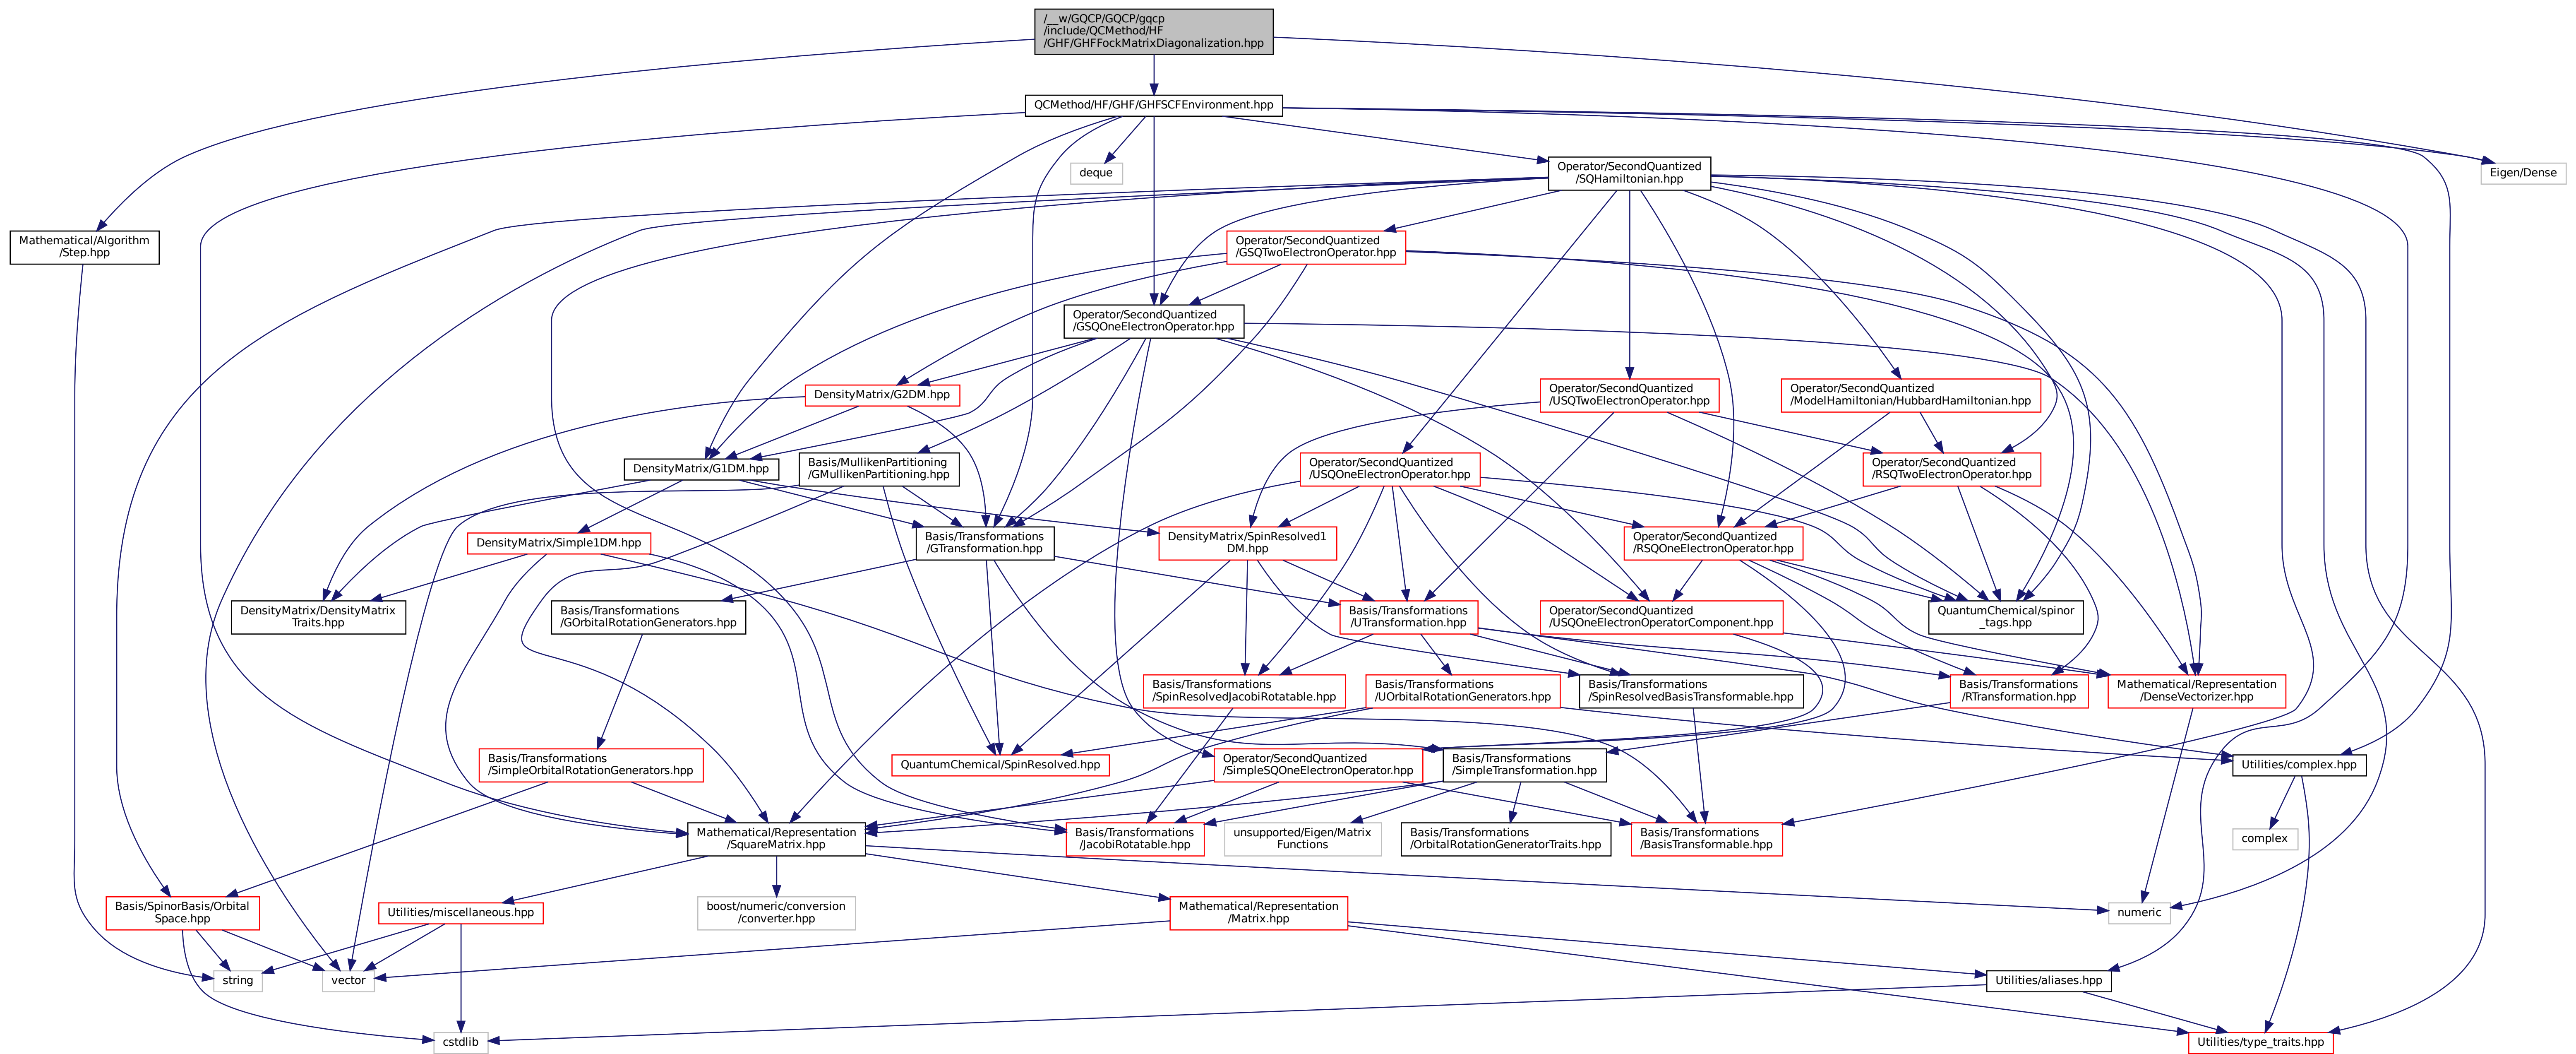 /__w/GQCP/GQCP/gqcp
/include/QCMethod/HF
/GHF/GHFFockMatrixDiagonalization.hpp
QCMethod/HF/GHF/GHFSCFEnvironment.hpp
deque
Operator/SecondQuantized
/SQHamiltonian.hpp
Eigen/Dense
Mathematical/Algorithm
/Step.hpp
Operator/SecondQuantized
/GSQTwoElectronOperator.hpp
Operator/SecondQuantized
/GSQOneElectronOperator.hpp
DensityMatrix/G2DM.hpp
Operator/SecondQuantized
/USQTwoElectronOperator.hpp
Operator/SecondQuantized
/ModelHamiltonian/HubbardHamiltonian.hpp
DensityMatrix/G1DM.hpp
Basis/MullikenPartitioning
/GMullikenPartitioning.hpp
Operator/SecondQuantized
/USQOneElectronOperator.hpp
Operator/SecondQuantized
/RSQTwoElectronOperator.hpp
DensityMatrix/Simple1DM.hpp
Basis/Transformations
/GTransformation.hpp
DensityMatrix/SpinResolved1
DM.hpp
Operator/SecondQuantized
/RSQOneElectronOperator.hpp
DensityMatrix/DensityMatrix
Traits.hpp
Basis/Transformations
/GOrbitalRotationGenerators.hpp
Basis/Transformations
/UTransformation.hpp
Operator/SecondQuantized
/USQOneElectronOperatorComponent.hpp
QuantumChemical/spinor
_tags.hpp
Basis/Transformations
/SpinResolvedJacobiRotatable.hpp
Basis/Transformations
/UOrbitalRotationGenerators.hpp
Basis/Transformations
/SpinResolvedBasisTransformable.hpp
Basis/Transformations
/RTransformation.hpp
Mathematical/Representation
/DenseVectorizer.hpp
Basis/Transformations
/SimpleOrbitalRotationGenerators.hpp
QuantumChemical/SpinResolved.hpp
Operator/SecondQuantized
/SimpleSQOneElectronOperator.hpp
Basis/Transformations
/SimpleTransformation.hpp
Utilities/complex.hpp
Mathematical/Representation
/SquareMatrix.hpp
Basis/Transformations
/JacobiRotatable.hpp
unsupported/Eigen/Matrix
Functions
Basis/Transformations
/OrbitalRotationGeneratorTraits.hpp
Basis/Transformations
/BasisTransformable.hpp
complex
Basis/SpinorBasis/Orbital
Space.hpp
Utilities/miscellaneous.hpp
boost/numeric/conversion
/converter.hpp
Mathematical/Representation
/Matrix.hpp
numeric
string
vector
Utilities/aliases.hpp
cstdlib
Utilities/type_traits.hpp